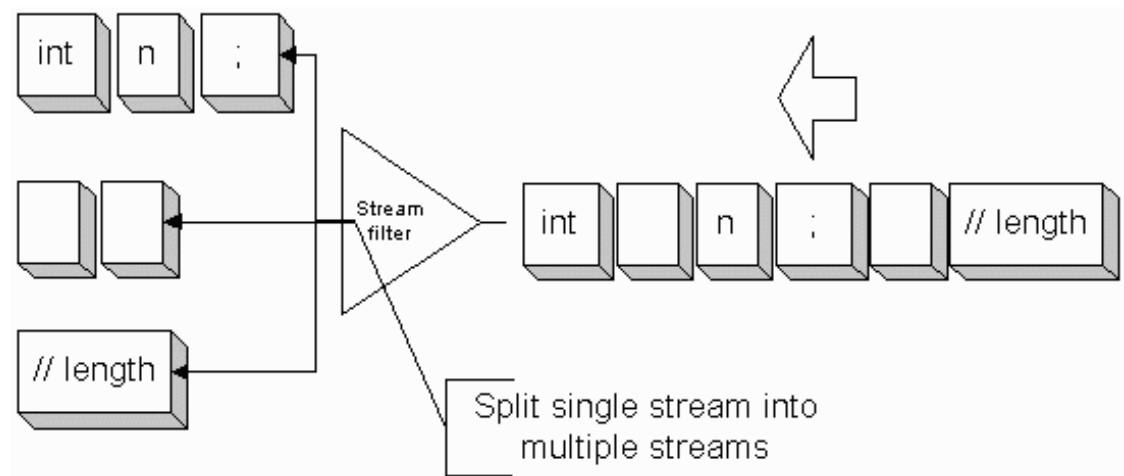 int n ;
Stream
filter
int n ; // length
// length
Split single stream into
multiple streams